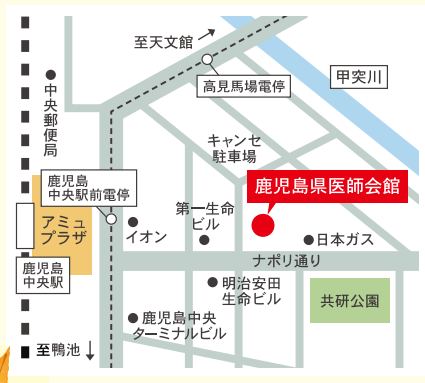 至天文館
甲突川
高見馬場電停
中央郵便局
キャンセ
駐車場
鹿児島
中央駅前電停
鹿児島県医師会館
第一生命
ビル
アミュ
プラザ
イオン
日本ガス
ナポリ通り
鹿児島
中央駅
明治安田
生命ビル
共研公園
鹿児島中央
ターミナルビル
至鴨池